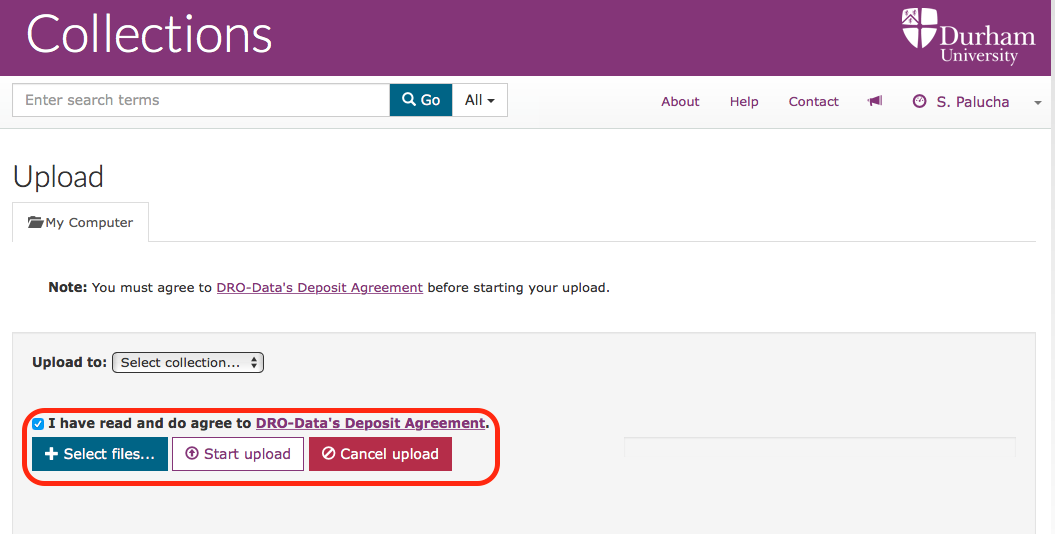 Collections
Durham
University
Enter search terms
Go
All
About
Help
Contact
S. Palucha
Upload
My Computer
Note: You must agree to DRO-Data's Deposit Agreement before starting your upload.
Upload to: Select collection...
I have read and do agree to DRO-Data's Deposit Agreement.
Select files...
Start upload
Cancel upload